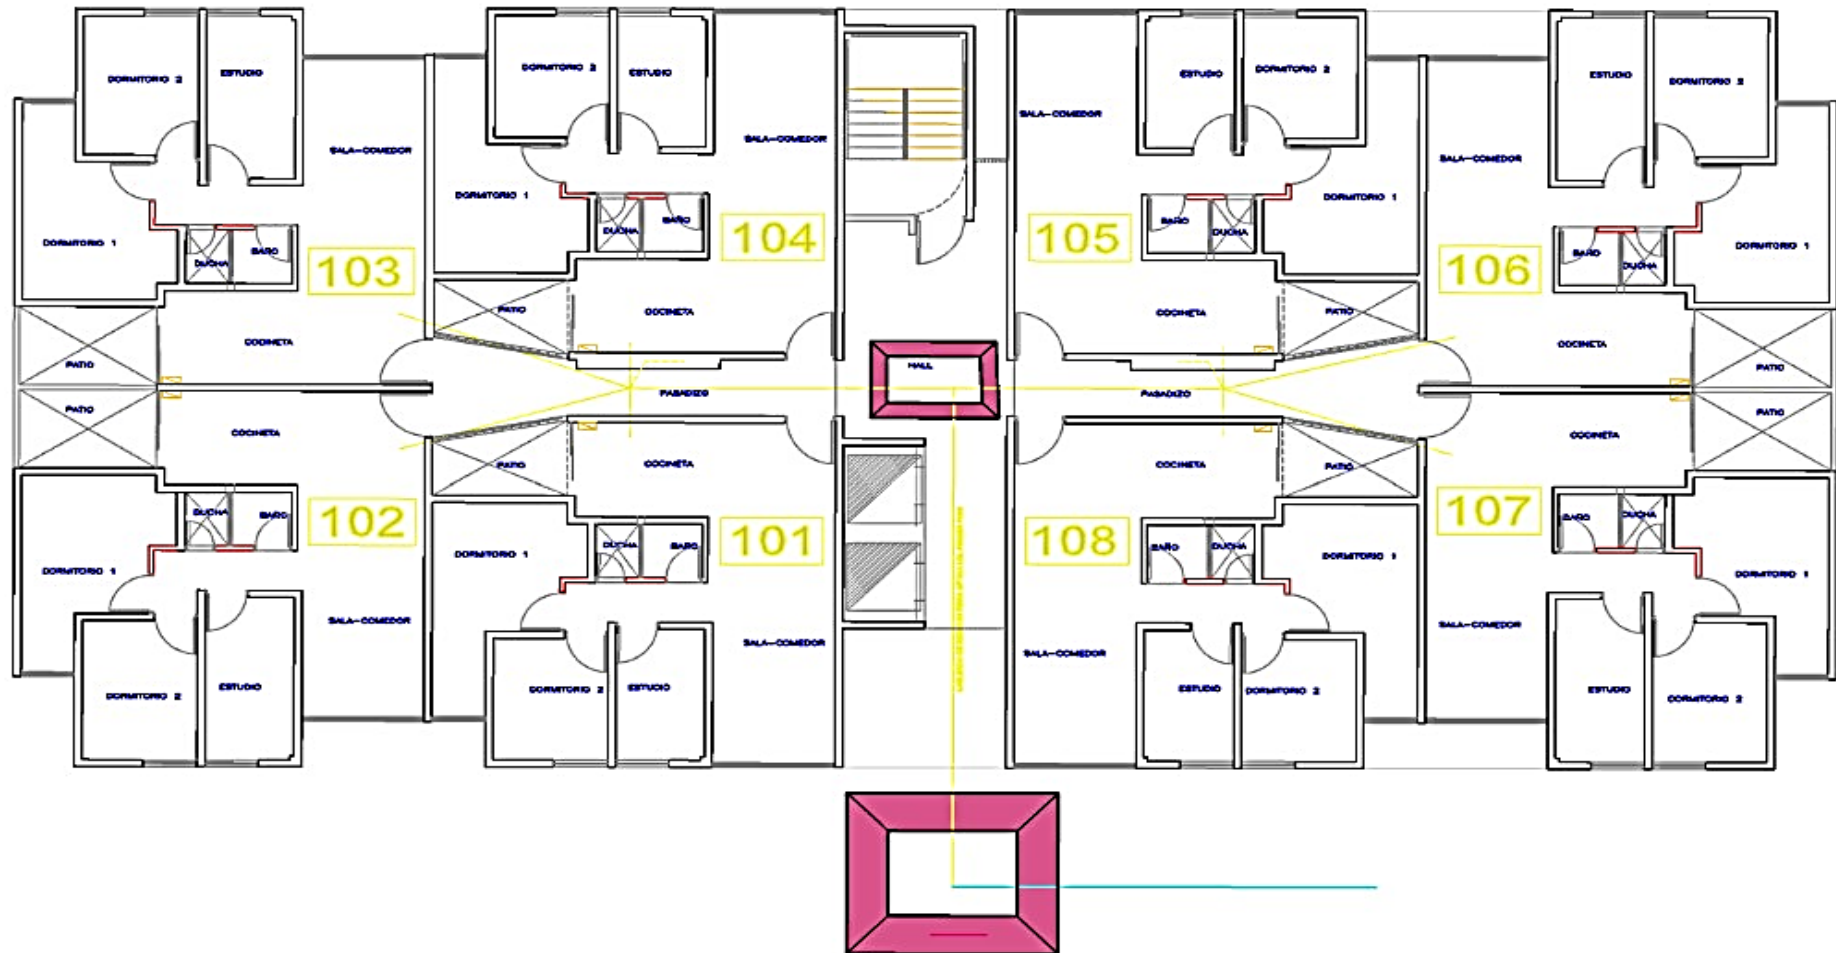 DORMITORIO 2
ESTUDIO
DORMITORIO 2
ESTUDIO
ESTUDIO
DORMITORIO 2
ESTUDIO
DORMITORIO 2
SALA-COMEDOR
SALA-COMEDOR
SALA-COMEDOR
SALA-COMEDOR
DORMITORIO 1
DORMITORIO 1
DORMITORIO 1
DORMITORIO 1
DUCHA
BAÑO
DUCHA
BAÑO
BAÑO
DUCHA
BAÑO
DUCHA
103
104
105
106
PATIO
COCINETA
PATIO
COCINETA
COCINETA
PATIO
COCINETA
PATIO
HALL
PASADIZO
PASADIZO
PATIO
COCINETA
PATIO
COCINETA
COCINETA
PATIO
COCINETA
PATIO
102
101
108
107
DUCHA
BAÑO
DUCHA
BAÑO
BAÑO
DUCHA
BAÑO
DUCHA
DORMITORIO 1
DORMITORIO 1
DORMITORIO 1
DORMITORIO 1
SALA-COMEDOR
SALA-COMEDOR
SALA-COMEDOR
SALA-COMEDOR
DORMITORIO 2
ESTUDIO
DORMITORIO 2
ESTUDIO
ESTUDIO
DORMITORIO 2
ESTUDIO
DORMITORIO 2